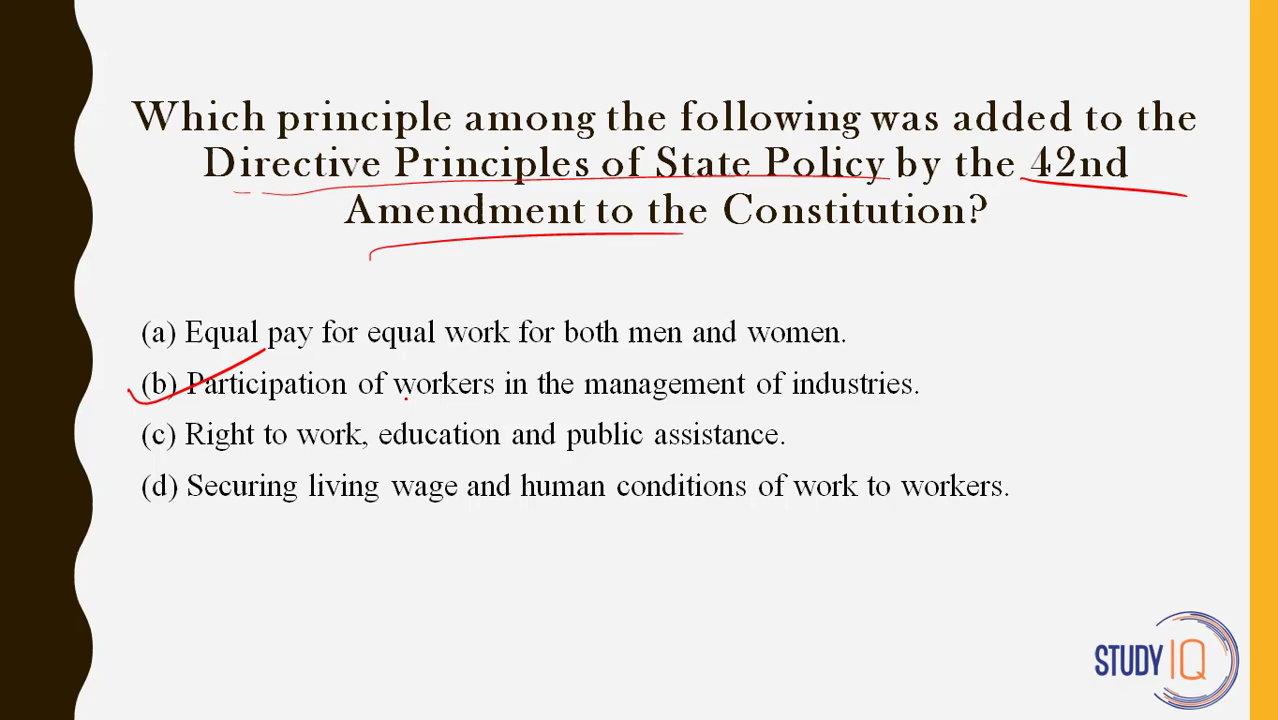 Which principle among the following was added to the
Directive Principles of State Policy by the 42nd
Amendment to the Constitution?
(a) Equal pay for equal work for both men and women.
(b) Participation of workers in the management of industries.
(c) Right to work, education and public assistance.
(d) Securing living wage and human conditions of work to workers.
STUDY IQ